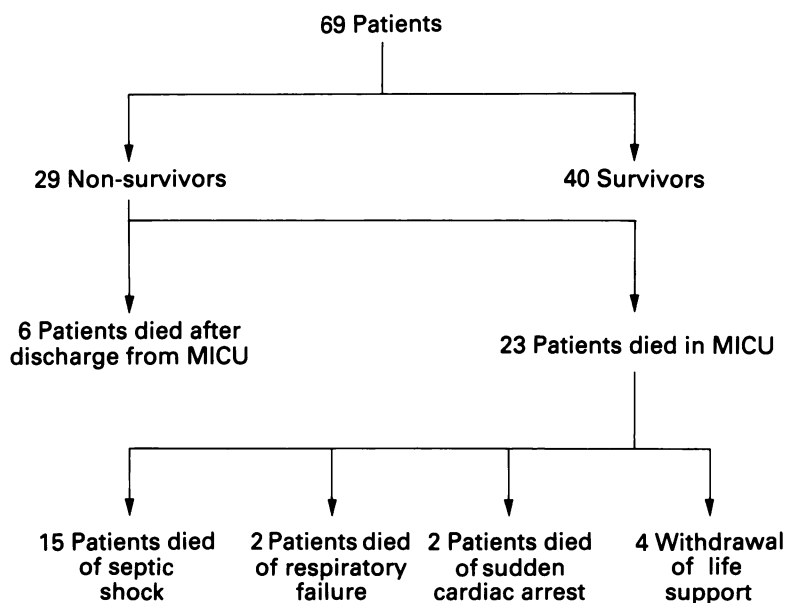 69 Patients
29 Non-survivors
40 Survivors
6 Patients died after
discharge from MICU
23 Patients died in MICU
15 Patients died
of septic
shock
2 Patients died
of respiratory
failure
2 Patients died
of sudden
cardiac arrest
4 Withdrawal
of life
support